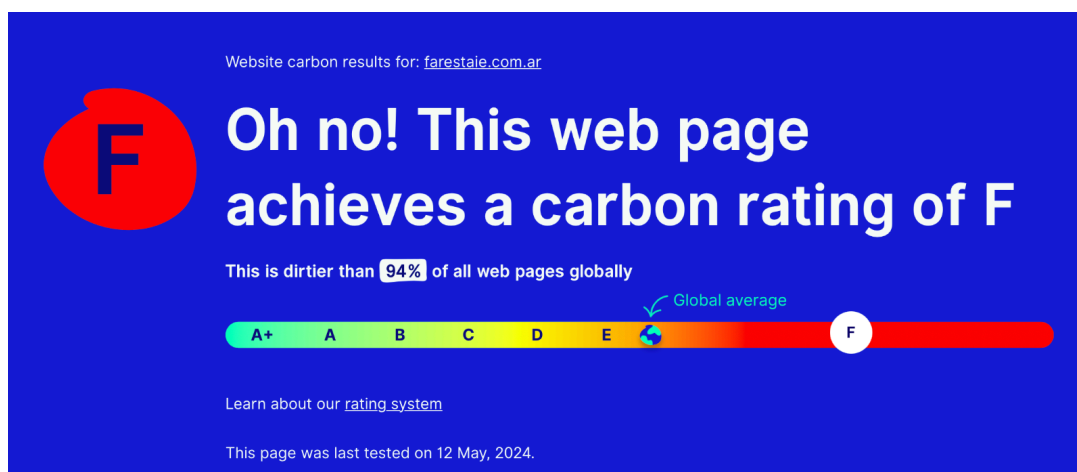 Website carbon results for: farestaie.com.ar
F
Oh no! This web page
achieves a carbon rating of F
This is dirtier than 94% of all web pages globally
Global average
A+ A B C D E F
Learn about our rating system
This page was last tested on 12 May, 2024.